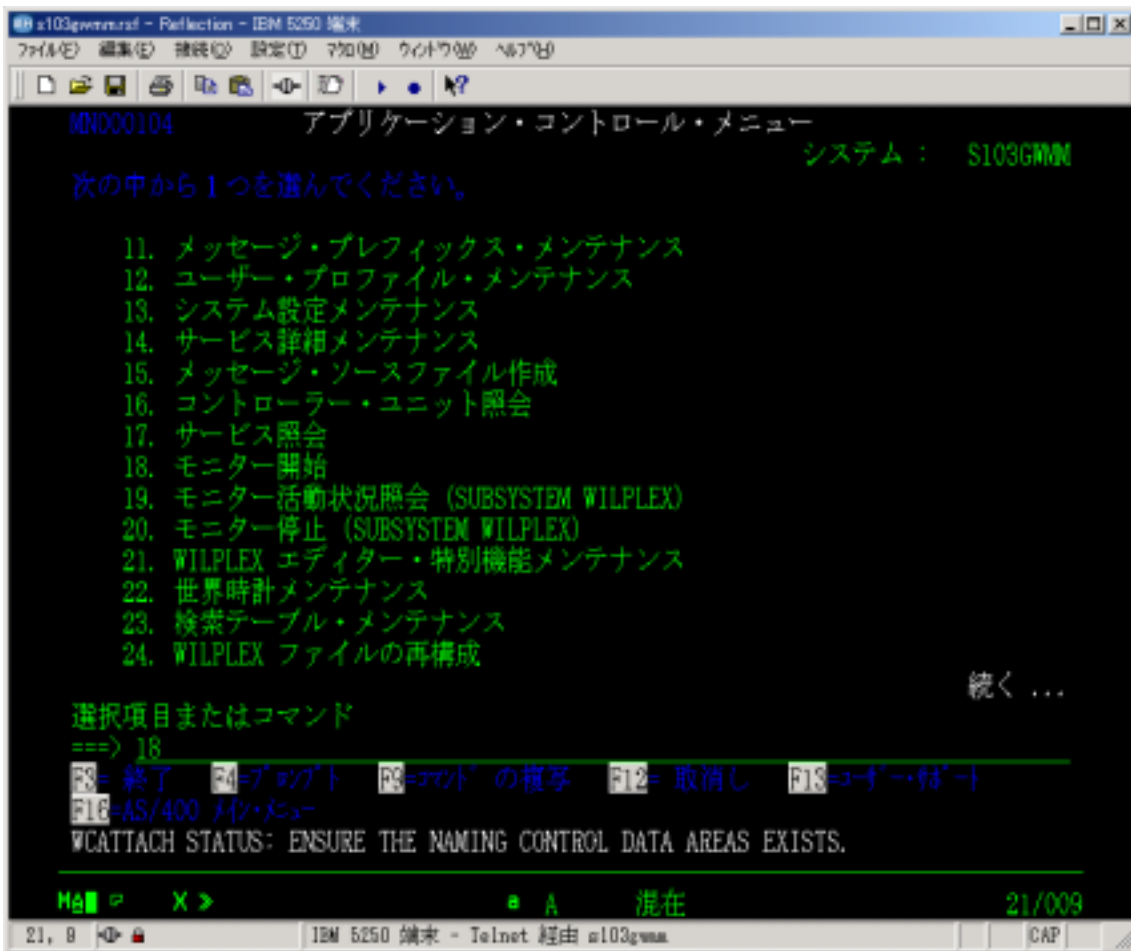 s103gwmm.rsf - Reflection - IBM 5250 端末
ファイル(F) 編集(E) 接続(C) 設定(T) マクロ(M) ウィンドウ(W) ヘルプ(H)
MN000104 アプリケーション・コントロール・メニュー
システム : S103GWMM
次の中から1つを選んでください。
11. メッセージ・プレフィックス・メンテナンス
12. ユーザー・プロファイル・メンテナンス
13. システム設定メンテナンス
14. サービス詳細メンテナンス
15. メッセージ・ソースファイル作成
16. コントローラー・ユニット照会
17. サービス照会
18. モニター開始
19. モニター活動状況照会 (SUBSYSTEM WILPLEX)
20. モニター停止 (SUBSYSTEM WILPLEX)
21. WILPLEX エディター・特別機能メンテナンス
22. 世界時計メンテナンス
23. 検索テーブル・メンテナンス
24. WILPLEX ファイルの再構成
続く ...
選択項目またはコマンド
===> 18
F3= 終了 F4=プロンプト F9=コマンド の複写 F12= 取消し F13=ユーザー・サポート
F16=AS/400 メイン・メニュー
WCATTACH STATUS: ENSURE THE NAMING CONTROL DATA AREAS EXISTS.
X » a A 混在 21/009
21, 9 IBM 5250 端末 - Telnet 経由 s103gwmm CAP